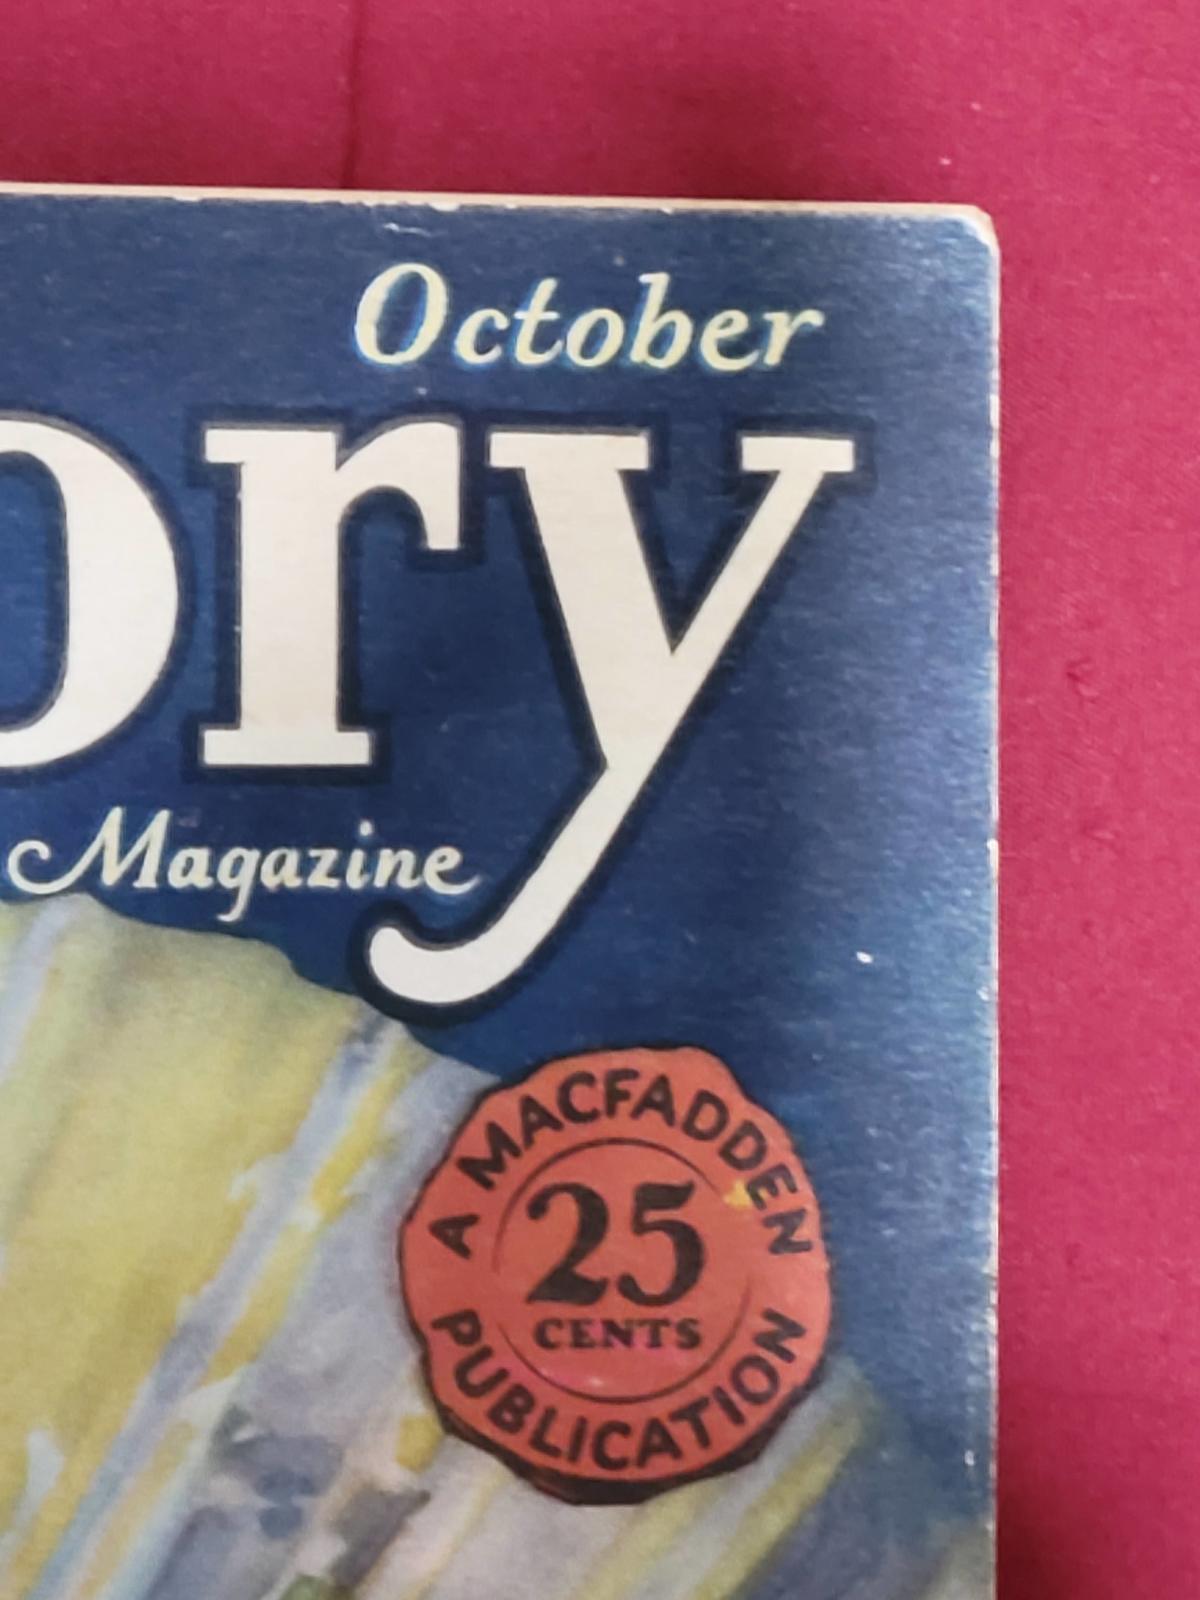 October
ory
Magazine
A MACFADDEN
25
CENTS
PUBLICATION